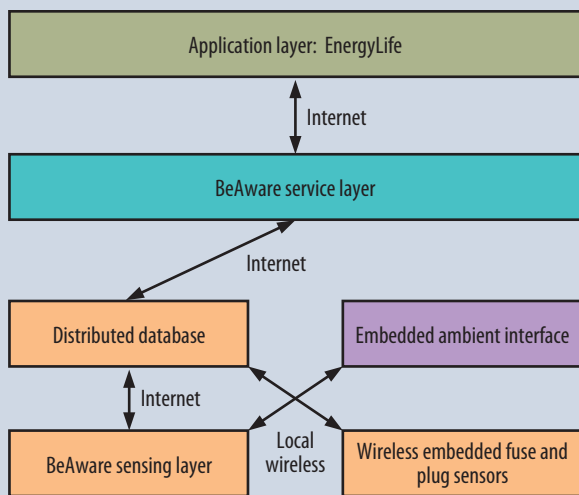 Application layer: EnergyLife
Internet
BeAware service layer
Internet
Distributed database
Embedded ambient interface
Internet
Local
wireless
BeAware sensing layer
Wireless embedded fuse and
plug sensors